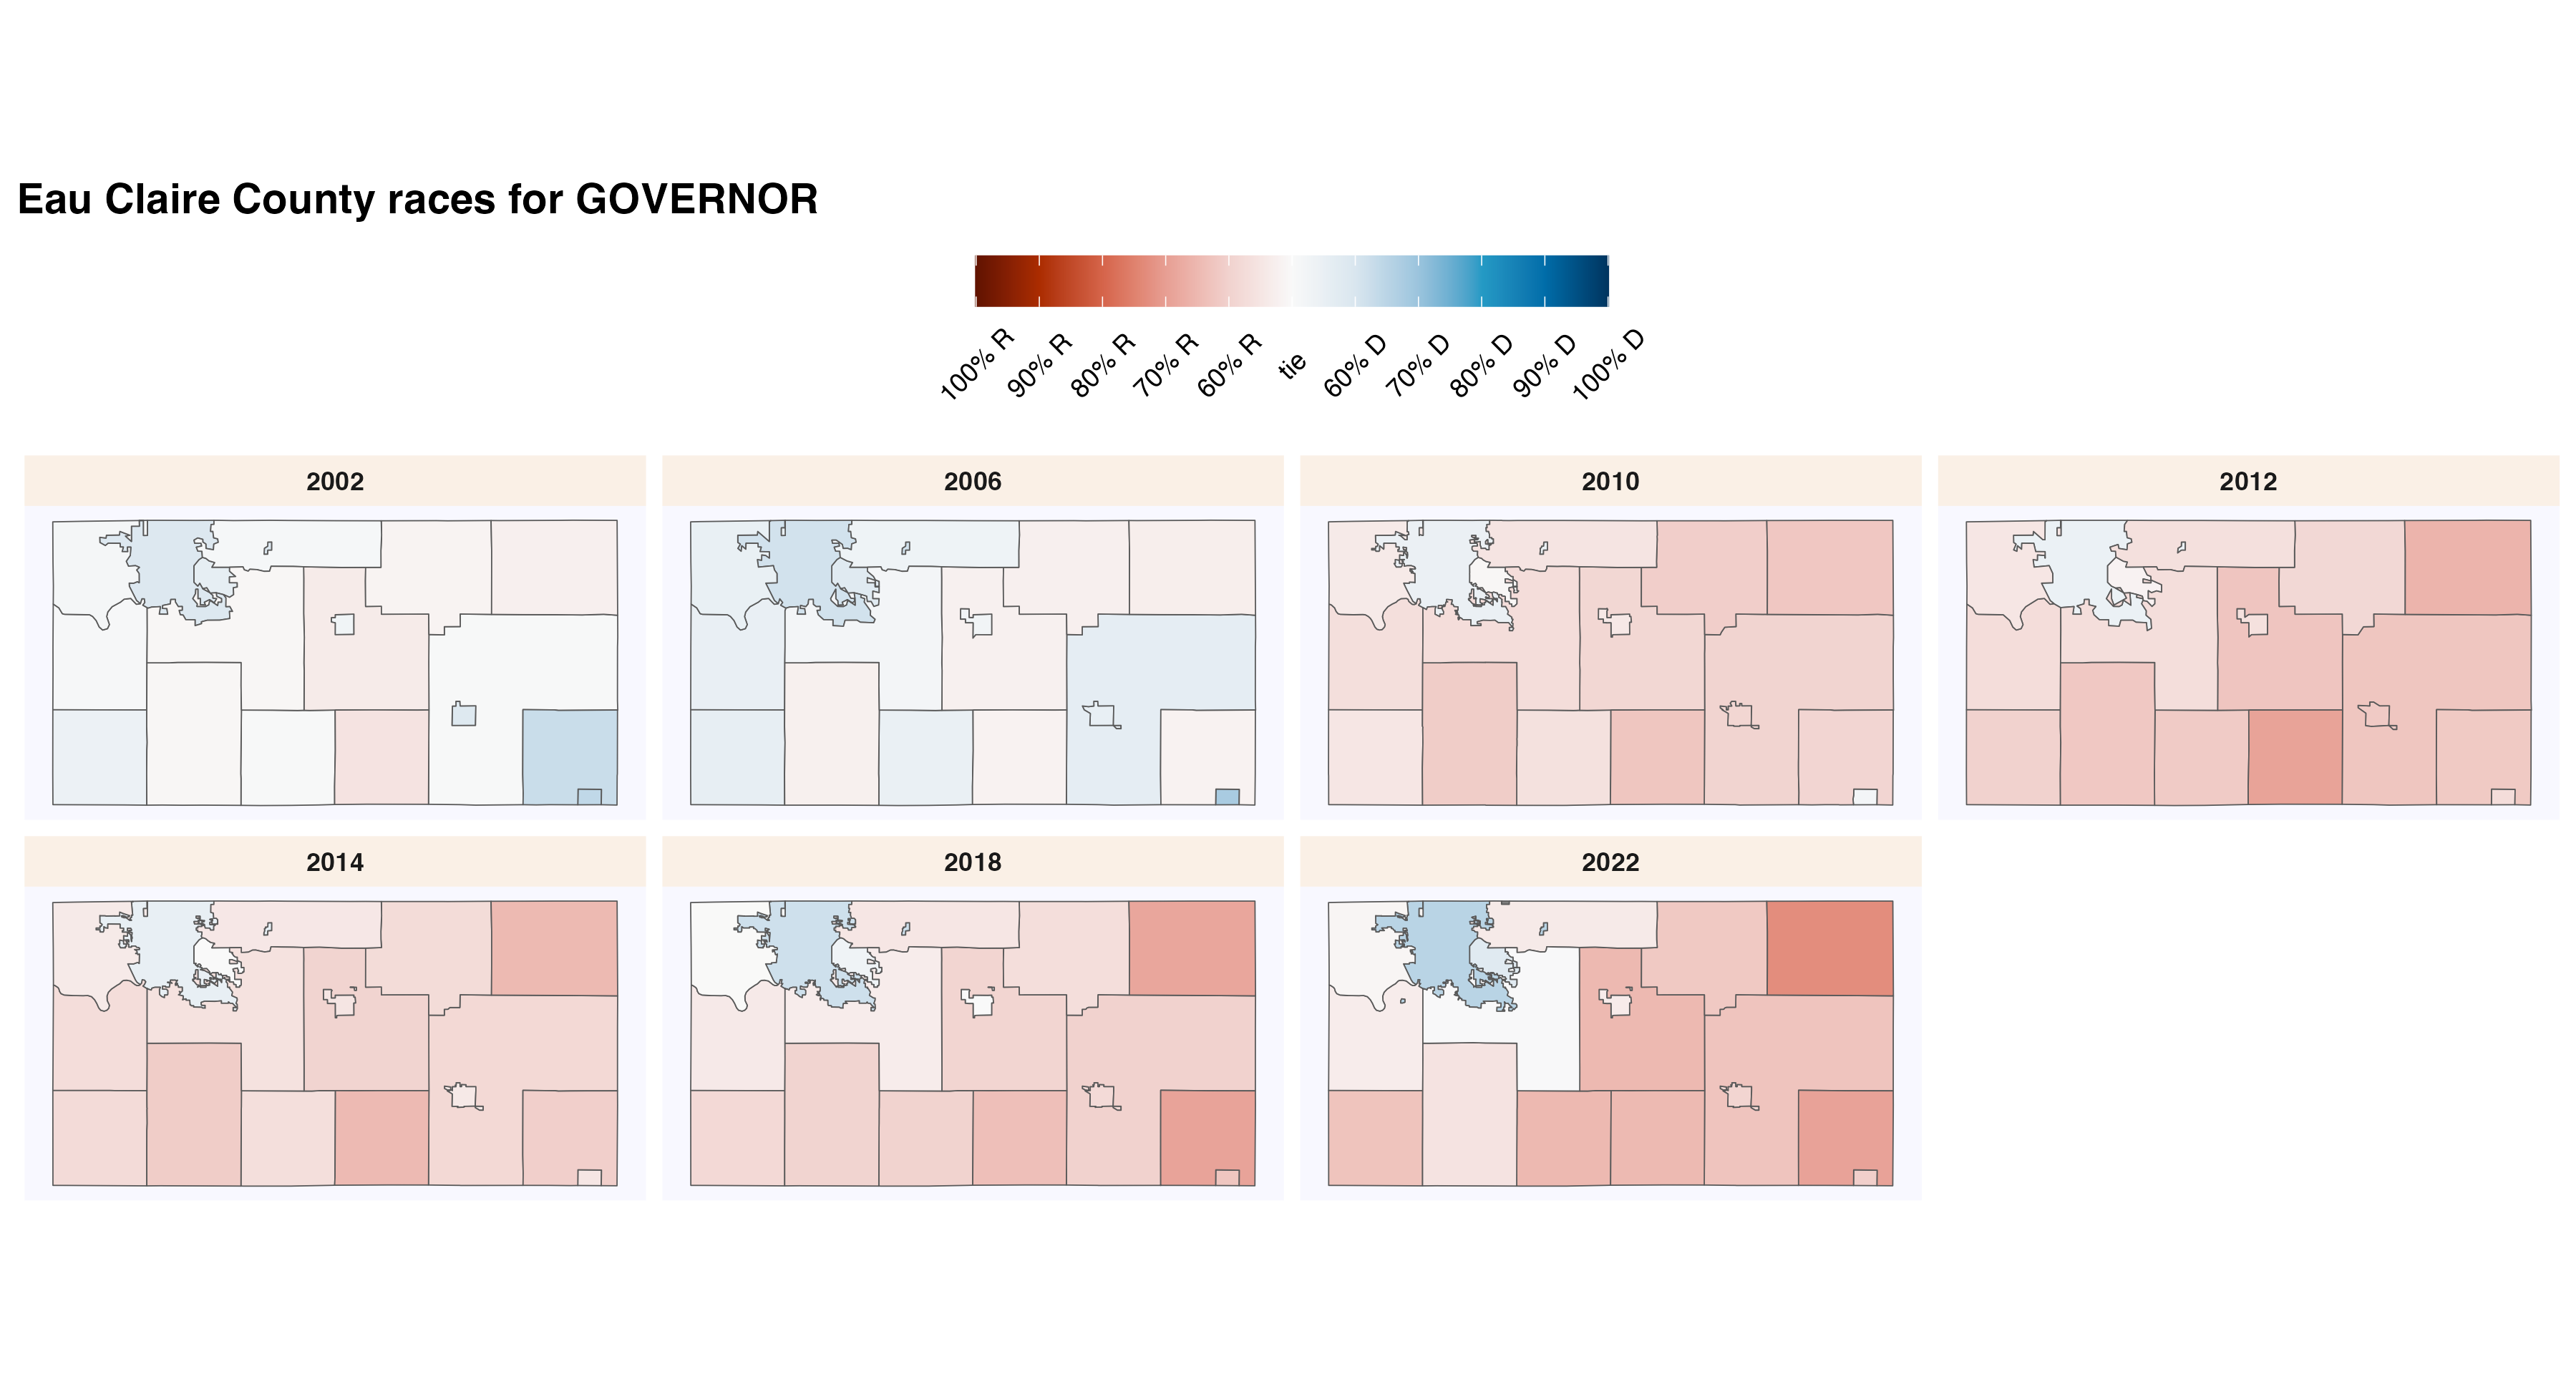 Eau Claire County races for GOVERNOR
100% R
90% R
80% R
70% R
60% R
tie
60% D
70% D
80% D
90% D
100% D
2002
2006
2010
2012
2014
2018
2022